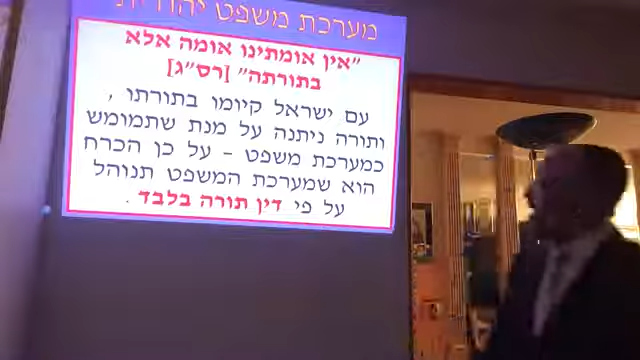 מערכת משפט יהודית
״אין אומתינו אומה אלא
בתורתה״ [רס״ג]
עם ישראל קיומו בתורתו ,
ותורה ניתנה על מנת שתמומש
כמערכת משפט – על כן הכרח
הוא שמערכת המשפט תנוהל
על פי דין תורה בלבד .